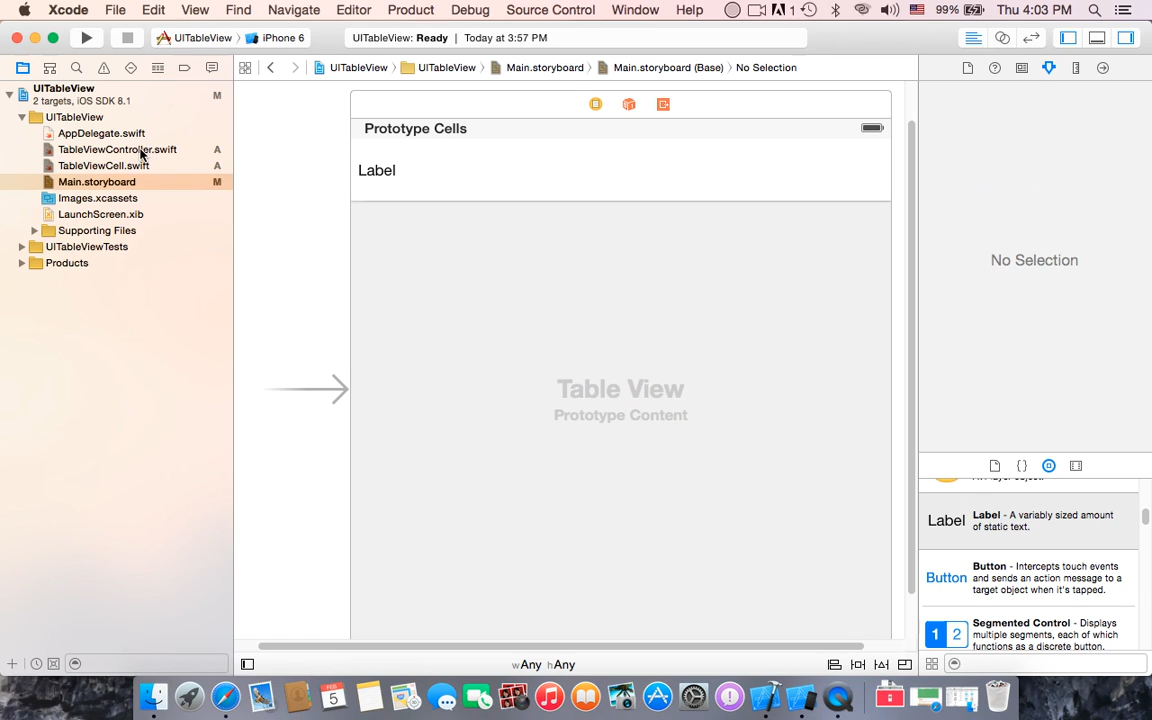 Xcode File Edit View Find Navigate Editor Product Debug Source Control Window Help 99% Thu 4:03 PM
UITableView iPhone 6 UITableView: Ready Today at 3:57 PM
UITableView UITableView Main.storyboard Main.storyboard (Base) No Selection
UITableView M
2 targets, iOS SDK 8.1
UITableView
AppDelegate.swift
TableViewController.swift A
TableViewCell.swift A
Main.storyboard M
Images.xcassets
LaunchScreen.xib
Supporting Files
UITableViewTests
Products
Prototype Cells
Label
Table View
Prototype Content
wAny hAny
No Selection
Label Label - A variably sized amount
of static text.
Button Button - Intercepts touch events
and sends an action message to a
target object when it's tapped.
1 2 Segmented Control - Displays
multiple segments, each of which
functions as a discrete button.
FEB
5